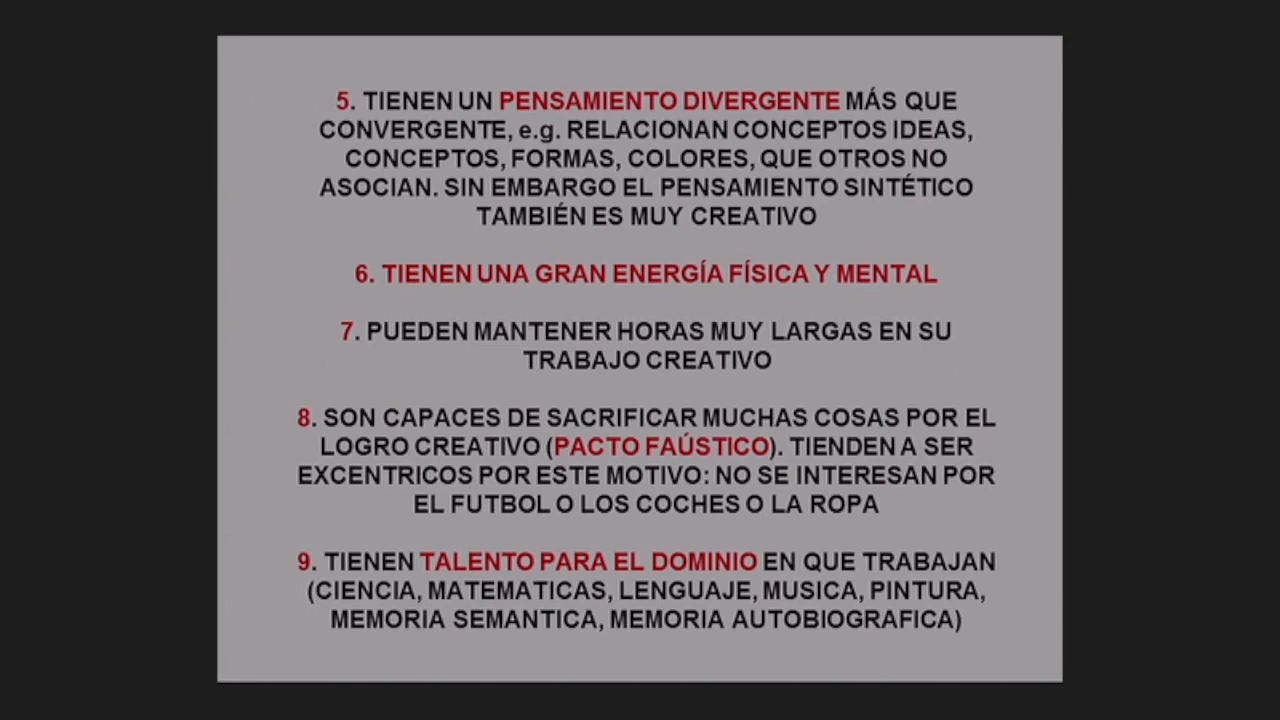 5. TIENEN UN PENSAMIENTO DIVERGENTE MÁS QUE
CONVERGENTE, e.g. RELACIONAN CONCEPTOS IDEAS,
CONCEPTOS, FORMAS, COLORES, QUE OTROS NO
ASOCIAN. SIN EMBARGO EL PENSAMIENTO SINTÉTICO
TAMBIÉN ES MUY CREATIVO
6. TIENEN UNA GRAN ENERGÍA FÍSICA Y MENTAL
7. PUEDEN MANTENER HORAS MUY LARGAS EN SU
TRABAJO CREATIVO
8. SON CAPACES DE SACRIFICAR MUCHAS COSAS POR EL
LOGRO CREATIVO (PACTO FAÚSTICO). TIENDEN A SER
EXCENTRICOS POR ESTE MOTIVO: NO SE INTERESAN POR
EL FUTBOL O LOS COCHES O LA ROPA
9. TIENEN TALENTO PARA EL DOMINIO EN QUE TRABAJAN
(CIENCIA, MATEMATICAS, LENGUAJE, MUSICA, PINTURA,
MEMORIA SEMANTICA, MEMORIA AUTOBIOGRAFICA)